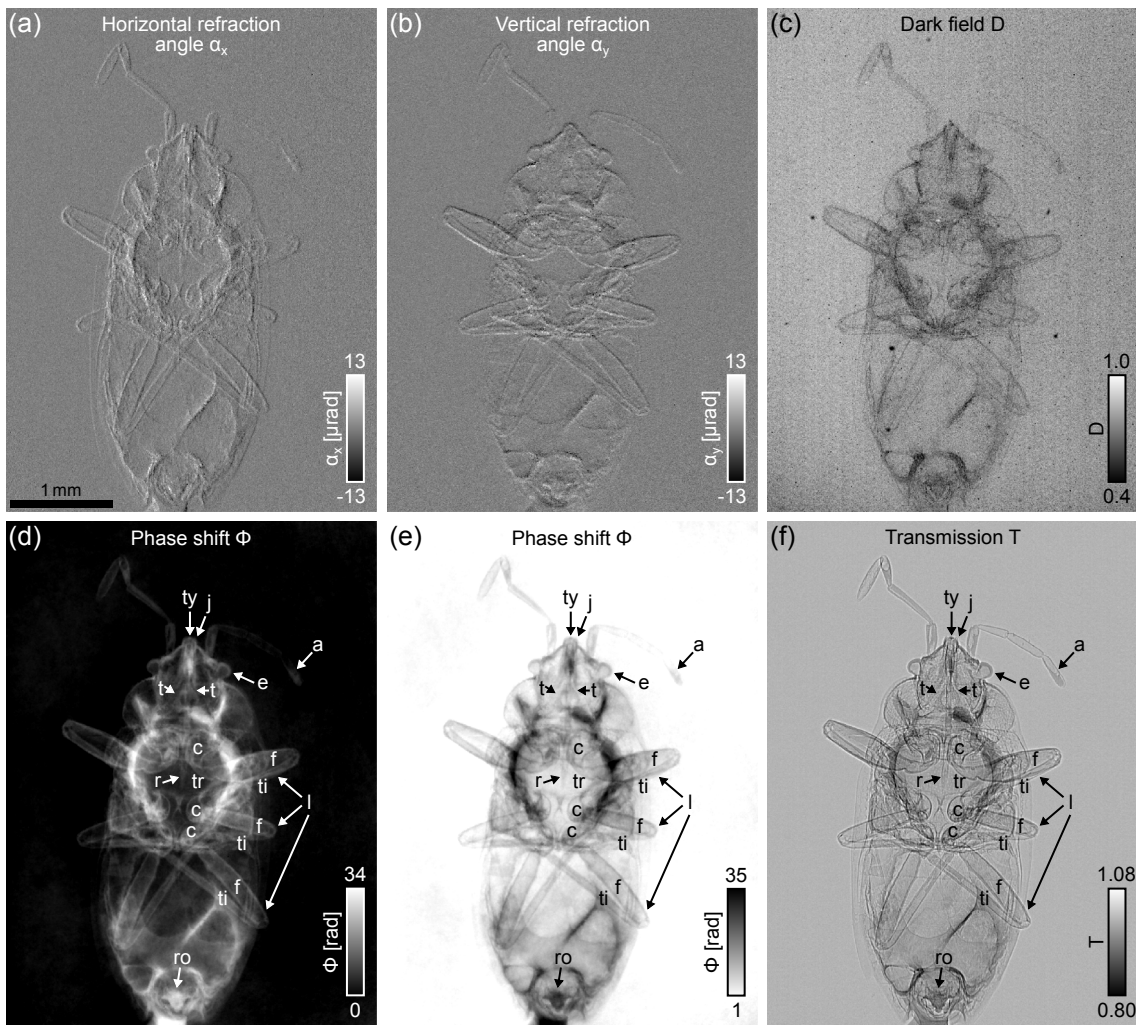 (a)
Horizontal refraction
angle αx
13
αx [µrad]
-13
1 mm
(b)
Vertical refraction
angle αy
13
αy [µrad]
-13
(c)
Dark field D
1.0
D
0.4
(d)
Phase shift Φ
ty
j
a
t
t
e
c
f
r
tr
ti
l
c
f
c
ti
f
ti
34
Φ [rad]
0
ro
(e)
Phase shift Φ
ty
j
a
t
t
e
c
f
r
tr
ti
l
c
f
c
ti
f
ti
35
Φ [rad]
1
ro
(f)
Transmission T
ty
j
a
t
t
e
c
f
r
tr
ti
l
c
f
c
ti
f
ti
1.08
T
0.80
ro